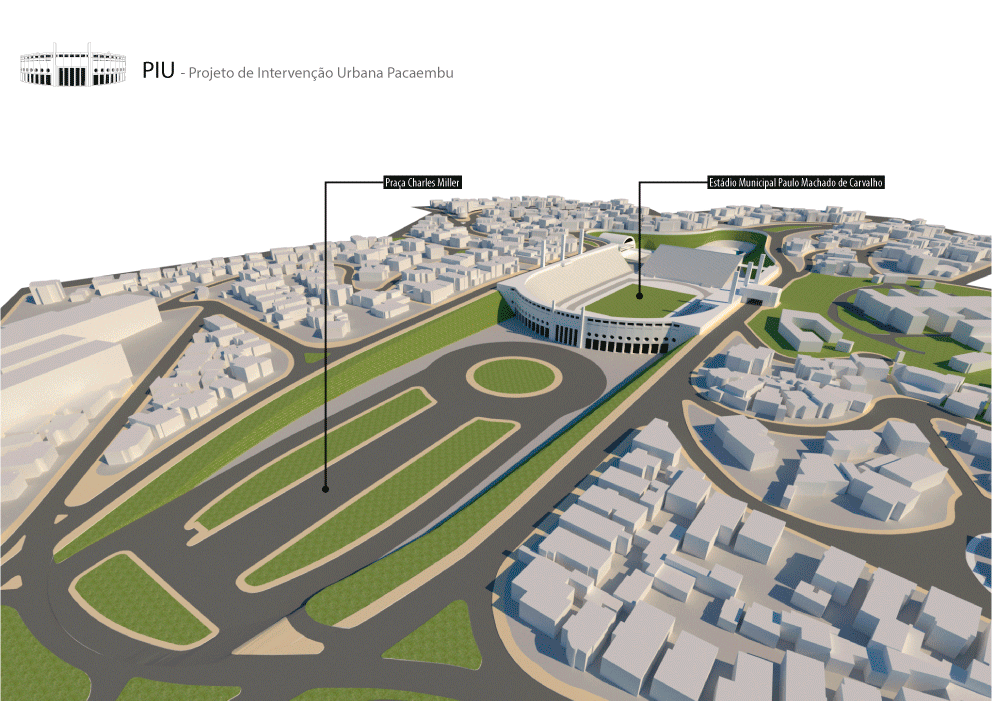 PIU - Projeto de Intervenção Urbana Pacaembu
Praça Charles Miller
Estádio Municipal Paulo Machado de Carvalho